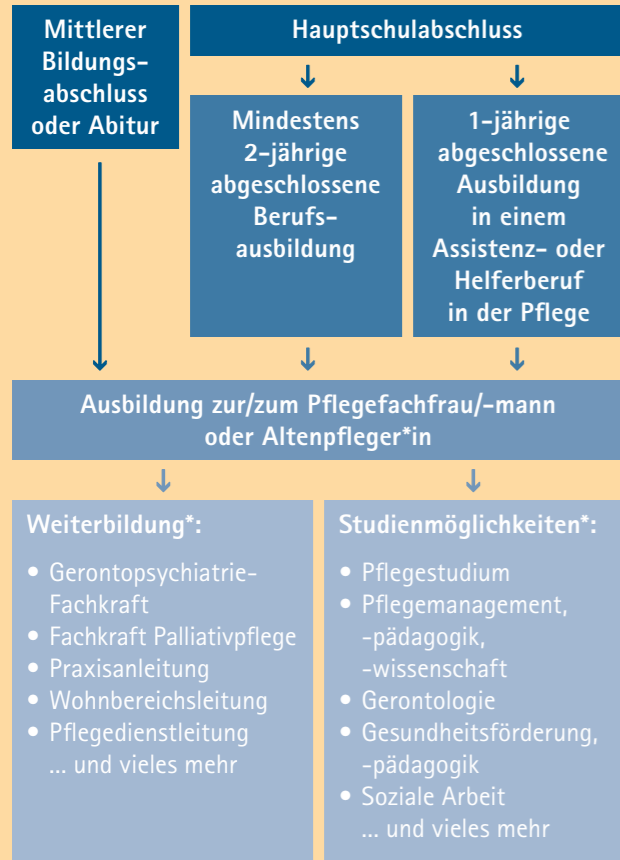 Mittlerer
Bildungs-
abschluss
oder Abitur
Hauptschulabschluss
Mindestens
2-jährige
abgeschlossene
Berufs-
ausbildung
1-jährige
abgeschlossene
Ausbildung
in einem
Assistenz- oder
Helferberuf
in der Pflege
Ausbildung zur/zum Pflegefachfrau/-mann
oder Altenpfleger*in
Weiterbildung*:
• Gerontopsychiatrie-
Fachkraft
• Fachkraft Palliativpflege
• Praxisanleitung
• Wohnbereichsleitung
• Pflegedienstleitung
... und vieles mehr
Studienmöglichkeiten*:
• Pflegestudium
• Pflegemanagement,
-pädagogik,
-wissenschaft
• Gerontologie
• Gesundheitsförderung,
-pädagogik
• Soziale Arbeit
... und vieles mehr